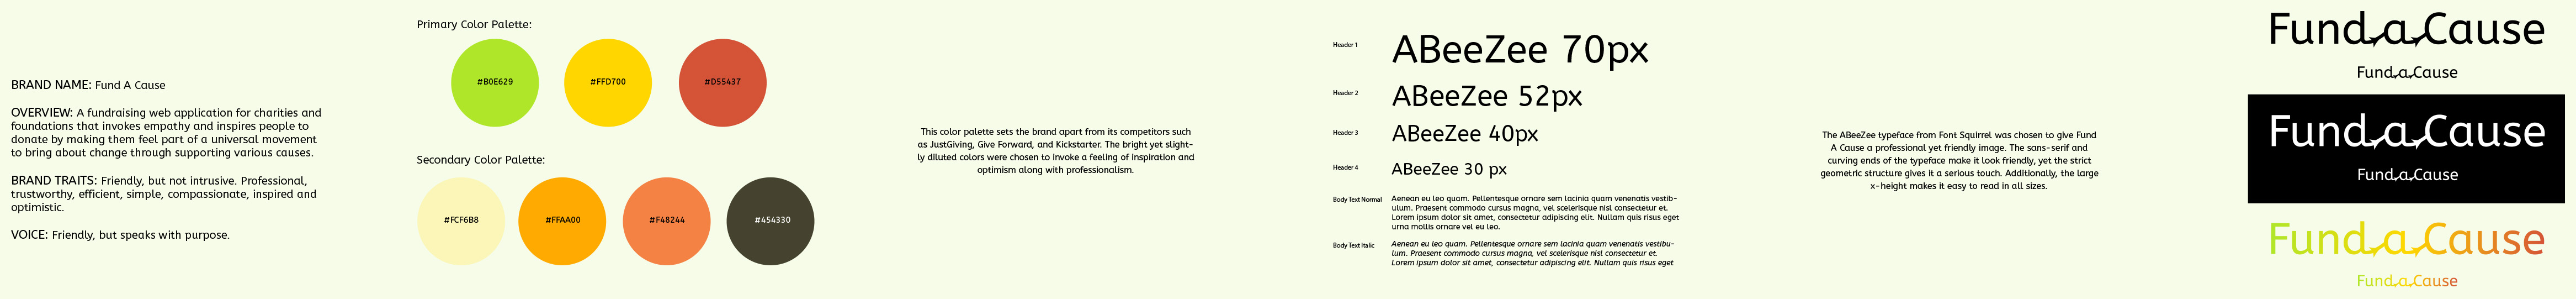 BRAND NAME: Fund A Cause
OVERVIEW: A fundraising web application for charities and
foundations that invokes empathy and inspires people to
donate by making them feel part of a universal movement
to bring about change through supporting various causes.
BRAND TRAITS: Friendly, but not intrusive. Professional,
trustworthy, efficient, simple, compassionate, inspired and
optimistic.
VOICE: Friendly, but speaks with purpose.
Primary Color Palette:
#B0E629
#FFD700
#D55437
Secondary Color Palette:
#FCF6B8
#FFAA00
#F48244
#454330
This color palette sets the brand apart from its competitors such
as JustGiving, Give Forward, and Kickstarter. The bright yet slight-
ly diluted colors were chosen to invoke a feeling of inspiration and
optimism along with professionalism.
Header 1
ABeeZee 70px
Header 2
ABeeZee 52px
Header 3
ABeeZee 40px
Header 4
ABeeZee 30 px
Body Text Normal
Aenean eu leo quam. Pellentesque ornare sem lacinia quam venenatis vestib-
ulum. Praesent commodo cursus magna, vel scelerisque nisl consectetur et.
Lorem ipsum dolor sit amet, consectetur adipiscing elit. Nullam quis risus eget
urna mollis ornare vel eu leo.
Body Text Italic
Aenean eu leo quam. Pellentesque ornare sem lacinia quam venenatis vestibu-
lum. Praesent commodo cursus magna, vel scelerisque nisl consectetur et.
Lorem ipsum dolor sit amet, consectetur adipiscing elit. Nullam quis risus eget
The ABeeZee typeface from Font Squirrel was chosen to give Fund
A Cause a professional yet friendly image. The sans-serif and
curving ends of the typeface make it look friendly, yet the strict
geometric structure gives it a serious touch. Additionally, the large
x-height makes it easy to read in all sizes.
Fund a Cause
Fund a Cause
Fund a Cause
Fund a Cause
Fund a Cause
Fund a Cause